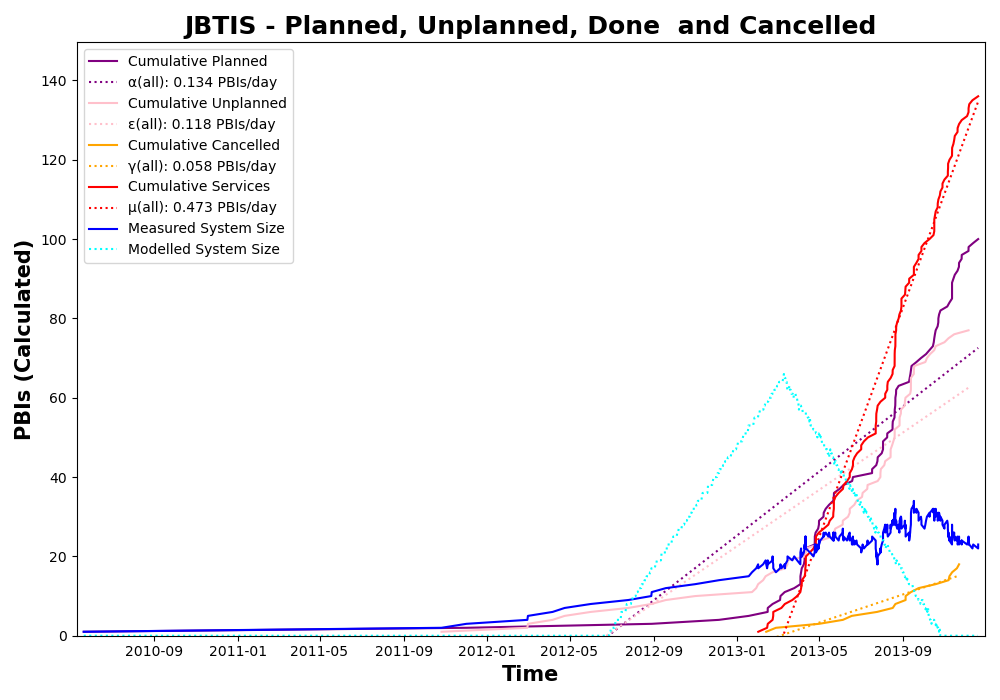 JBTIS - Planned, Unplanned, Done  and Cancelled
PBIs (Calculated)
140
120
100
80
60
40
20
0
Cumulative Planned
α(all): 0.134 PBIs/day
Cumulative Unplanned
ε(all): 0.118 PBIs/day
Cumulative Cancelled
γ(all): 0.058 PBIs/day
Cumulative Services
μ(all): 0.473 PBIs/day
Measured System Size
Modelled System Size
2010-09 2011-01 2011-05 2011-09 2012-01 2012-05 2012-09 2013-01 2013-05 2013-09
Time